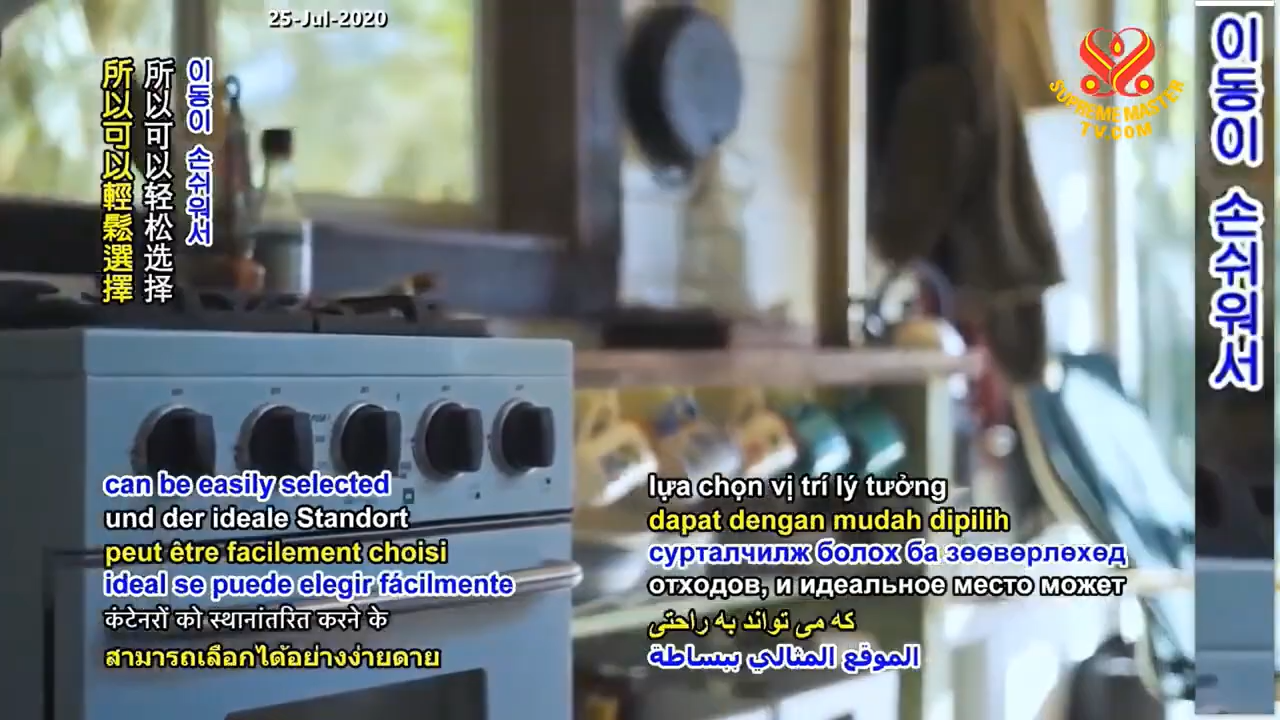 25-Jul-2020
所以可以輕鬆選擇
所以可以轻松选择
이동이 손쉬워서
SUPREME MASTER
TV.COM
이동이 손쉬워서
can be easily selected
und der ideale Standort
peut être facilement choisi
ideal se puede elegir fácilmente
कंटेनरों को स्थानांतरित करने के
สามารถเลือกได้อย่างง่ายดาย
lựa chọn vị trí lý tưởng
dapat dengan mudah dipilih
сурталчилж болох ба зөөвөрлөхөд
отходов, и идеальное место может
که می تواند به راحتی
الموقع المثالي ببساطة